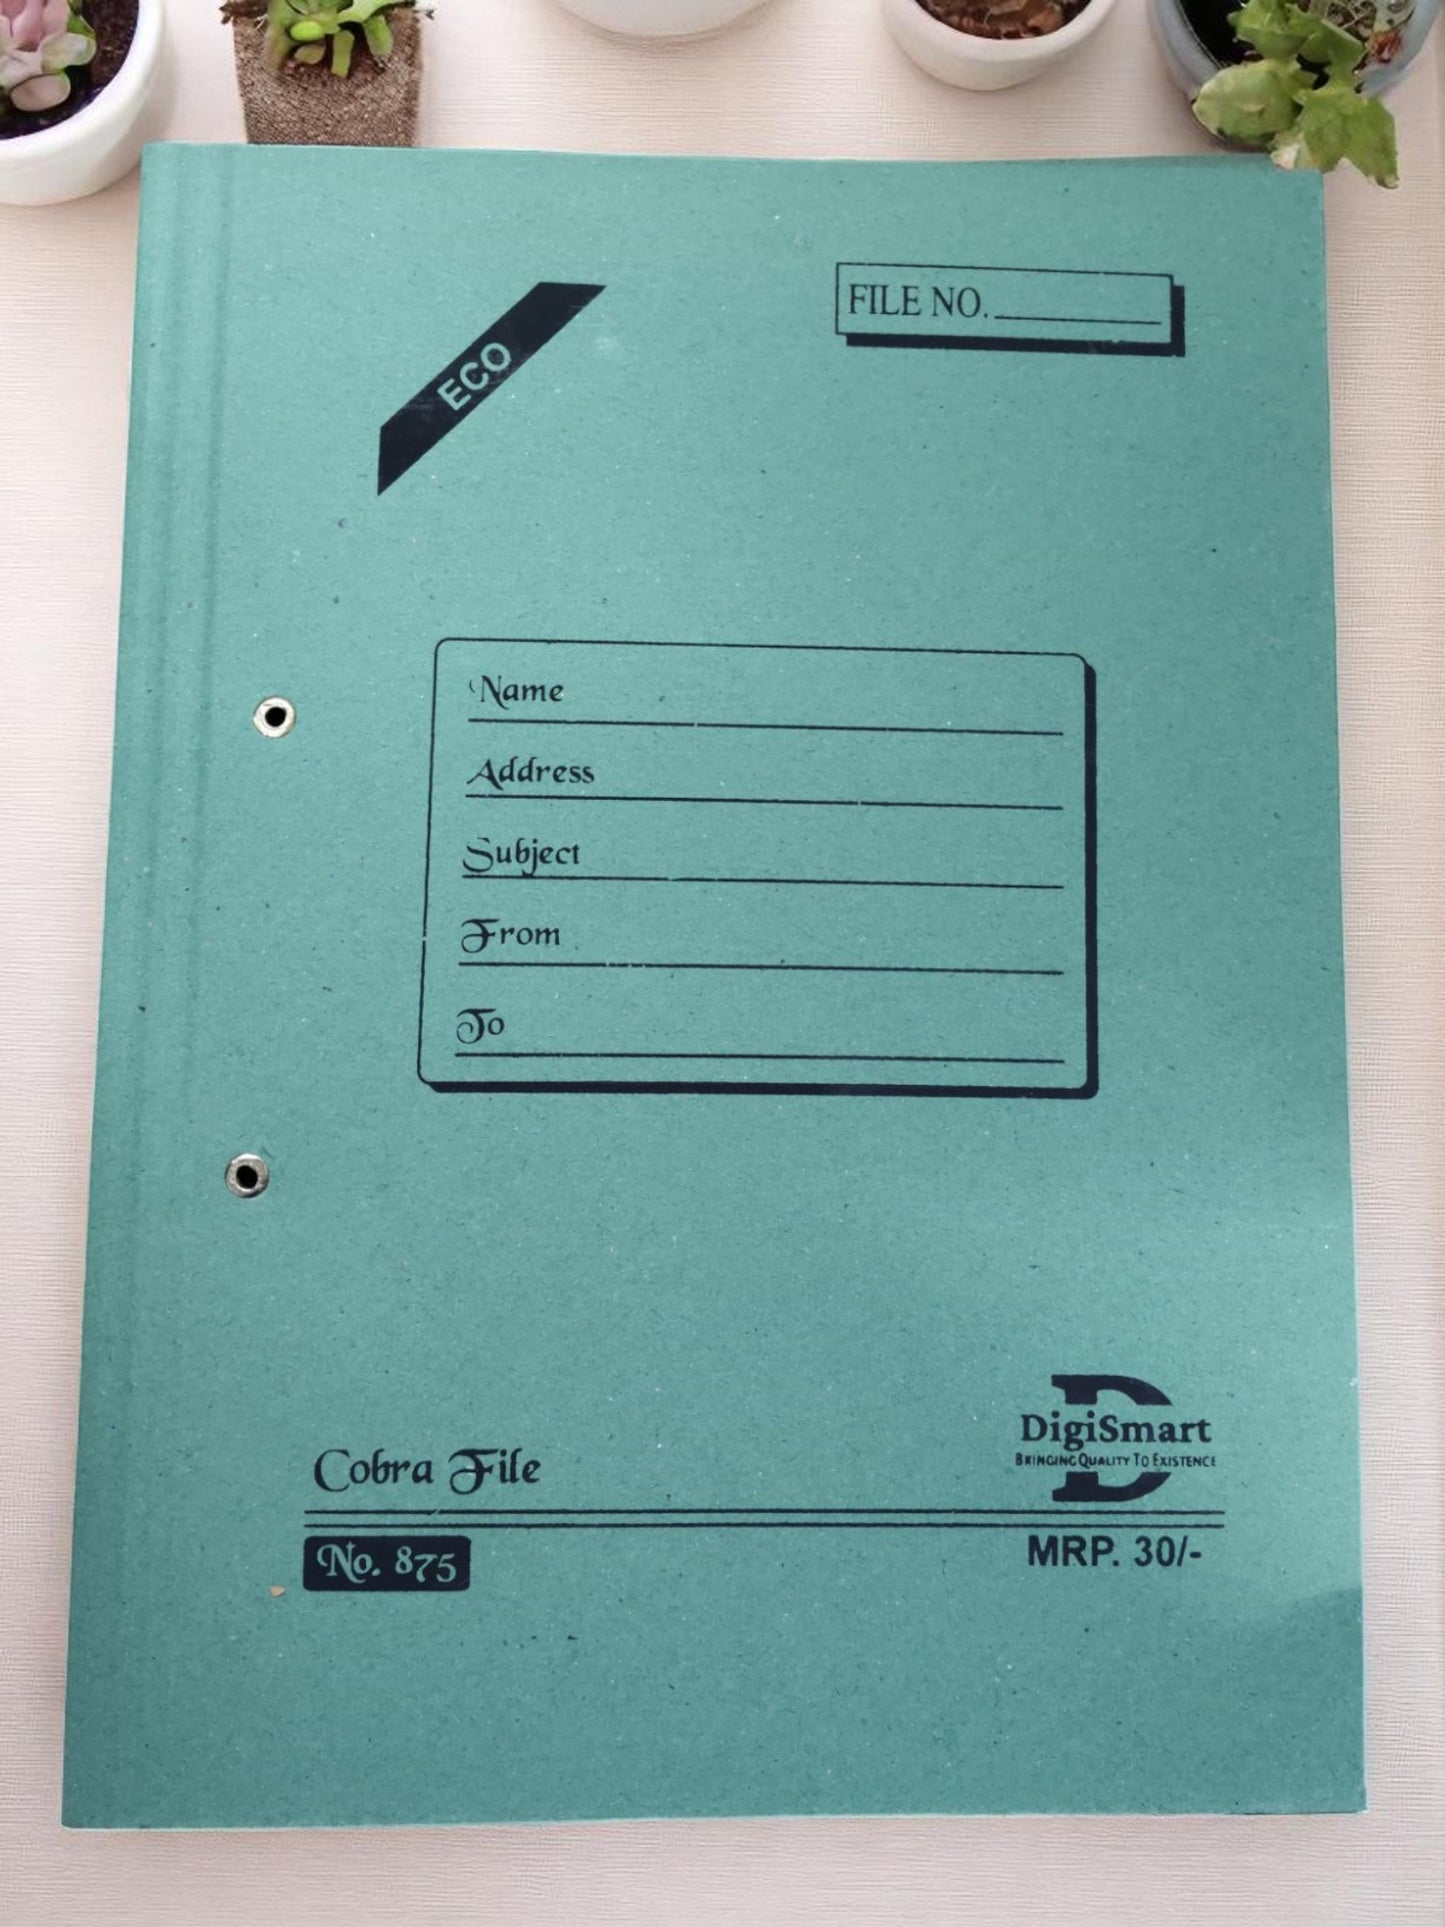 ECO
FILE NO.
Name
Address
Subject
From
To
DigiSmart
BRINGING QUALITY TO EXISTENCE
Cobra File
No. 875
MRP. 30/-